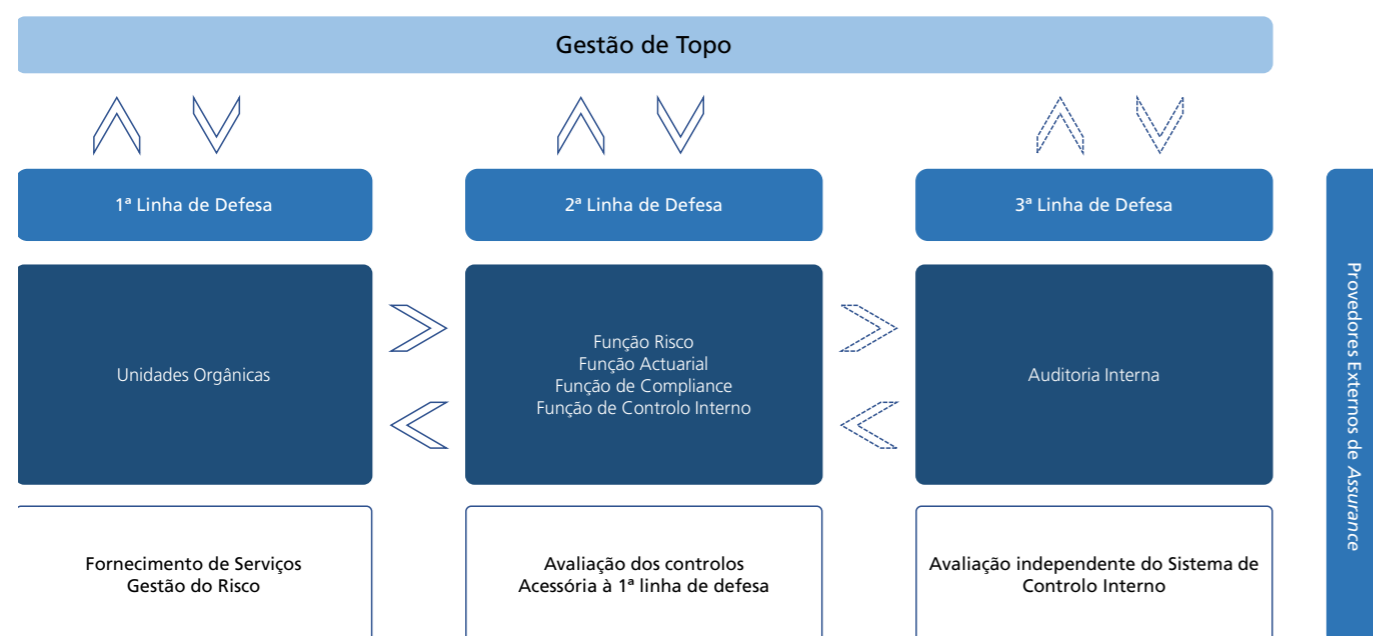 Gestão de Topo
1ª Linha de Defesa
2ª Linha de Defesa
3ª Linha de Defesa
Unidades Orgânicas
Função Risco
Função Actuarial
Função de Compliance
Função de Controlo Interno
Auditoria Interna
Fornecimento de Serviços
Gestão do Risco
Avaliação dos controlos
Acessória à 1ª linha de defesa
Avaliação independente do Sistema de
Controlo Interno
Provedores Externos de Assurance